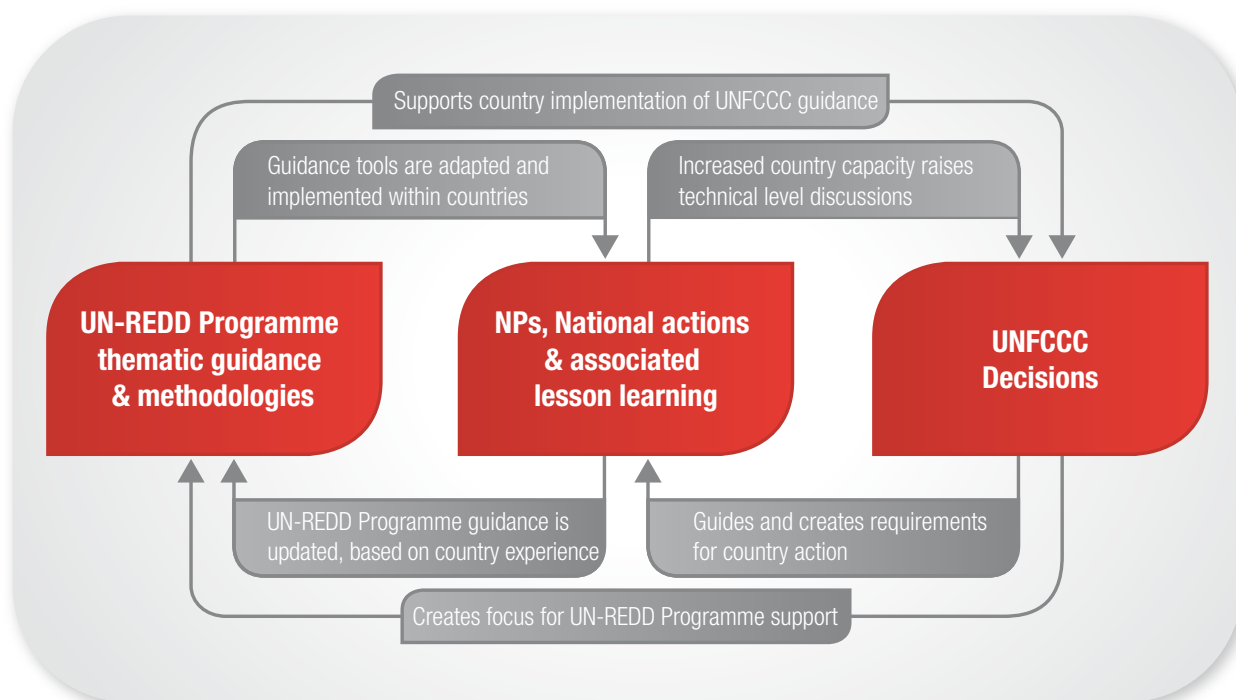 Supports country implementation of UNFCCC guidance
Guidance tools are adapted and
implemented within countries
Increased country capacity raises
technical level discussions
UN-REDD Programme
thematic guidance
& methodologies
NPs, National actions
& associated
lesson learning
UNFCCC
Decisions
UN-REDD Programme guidance is
updated, based on country experience
Guides and creates requirements
for country action
Creates focus for UN-REDD Programme support